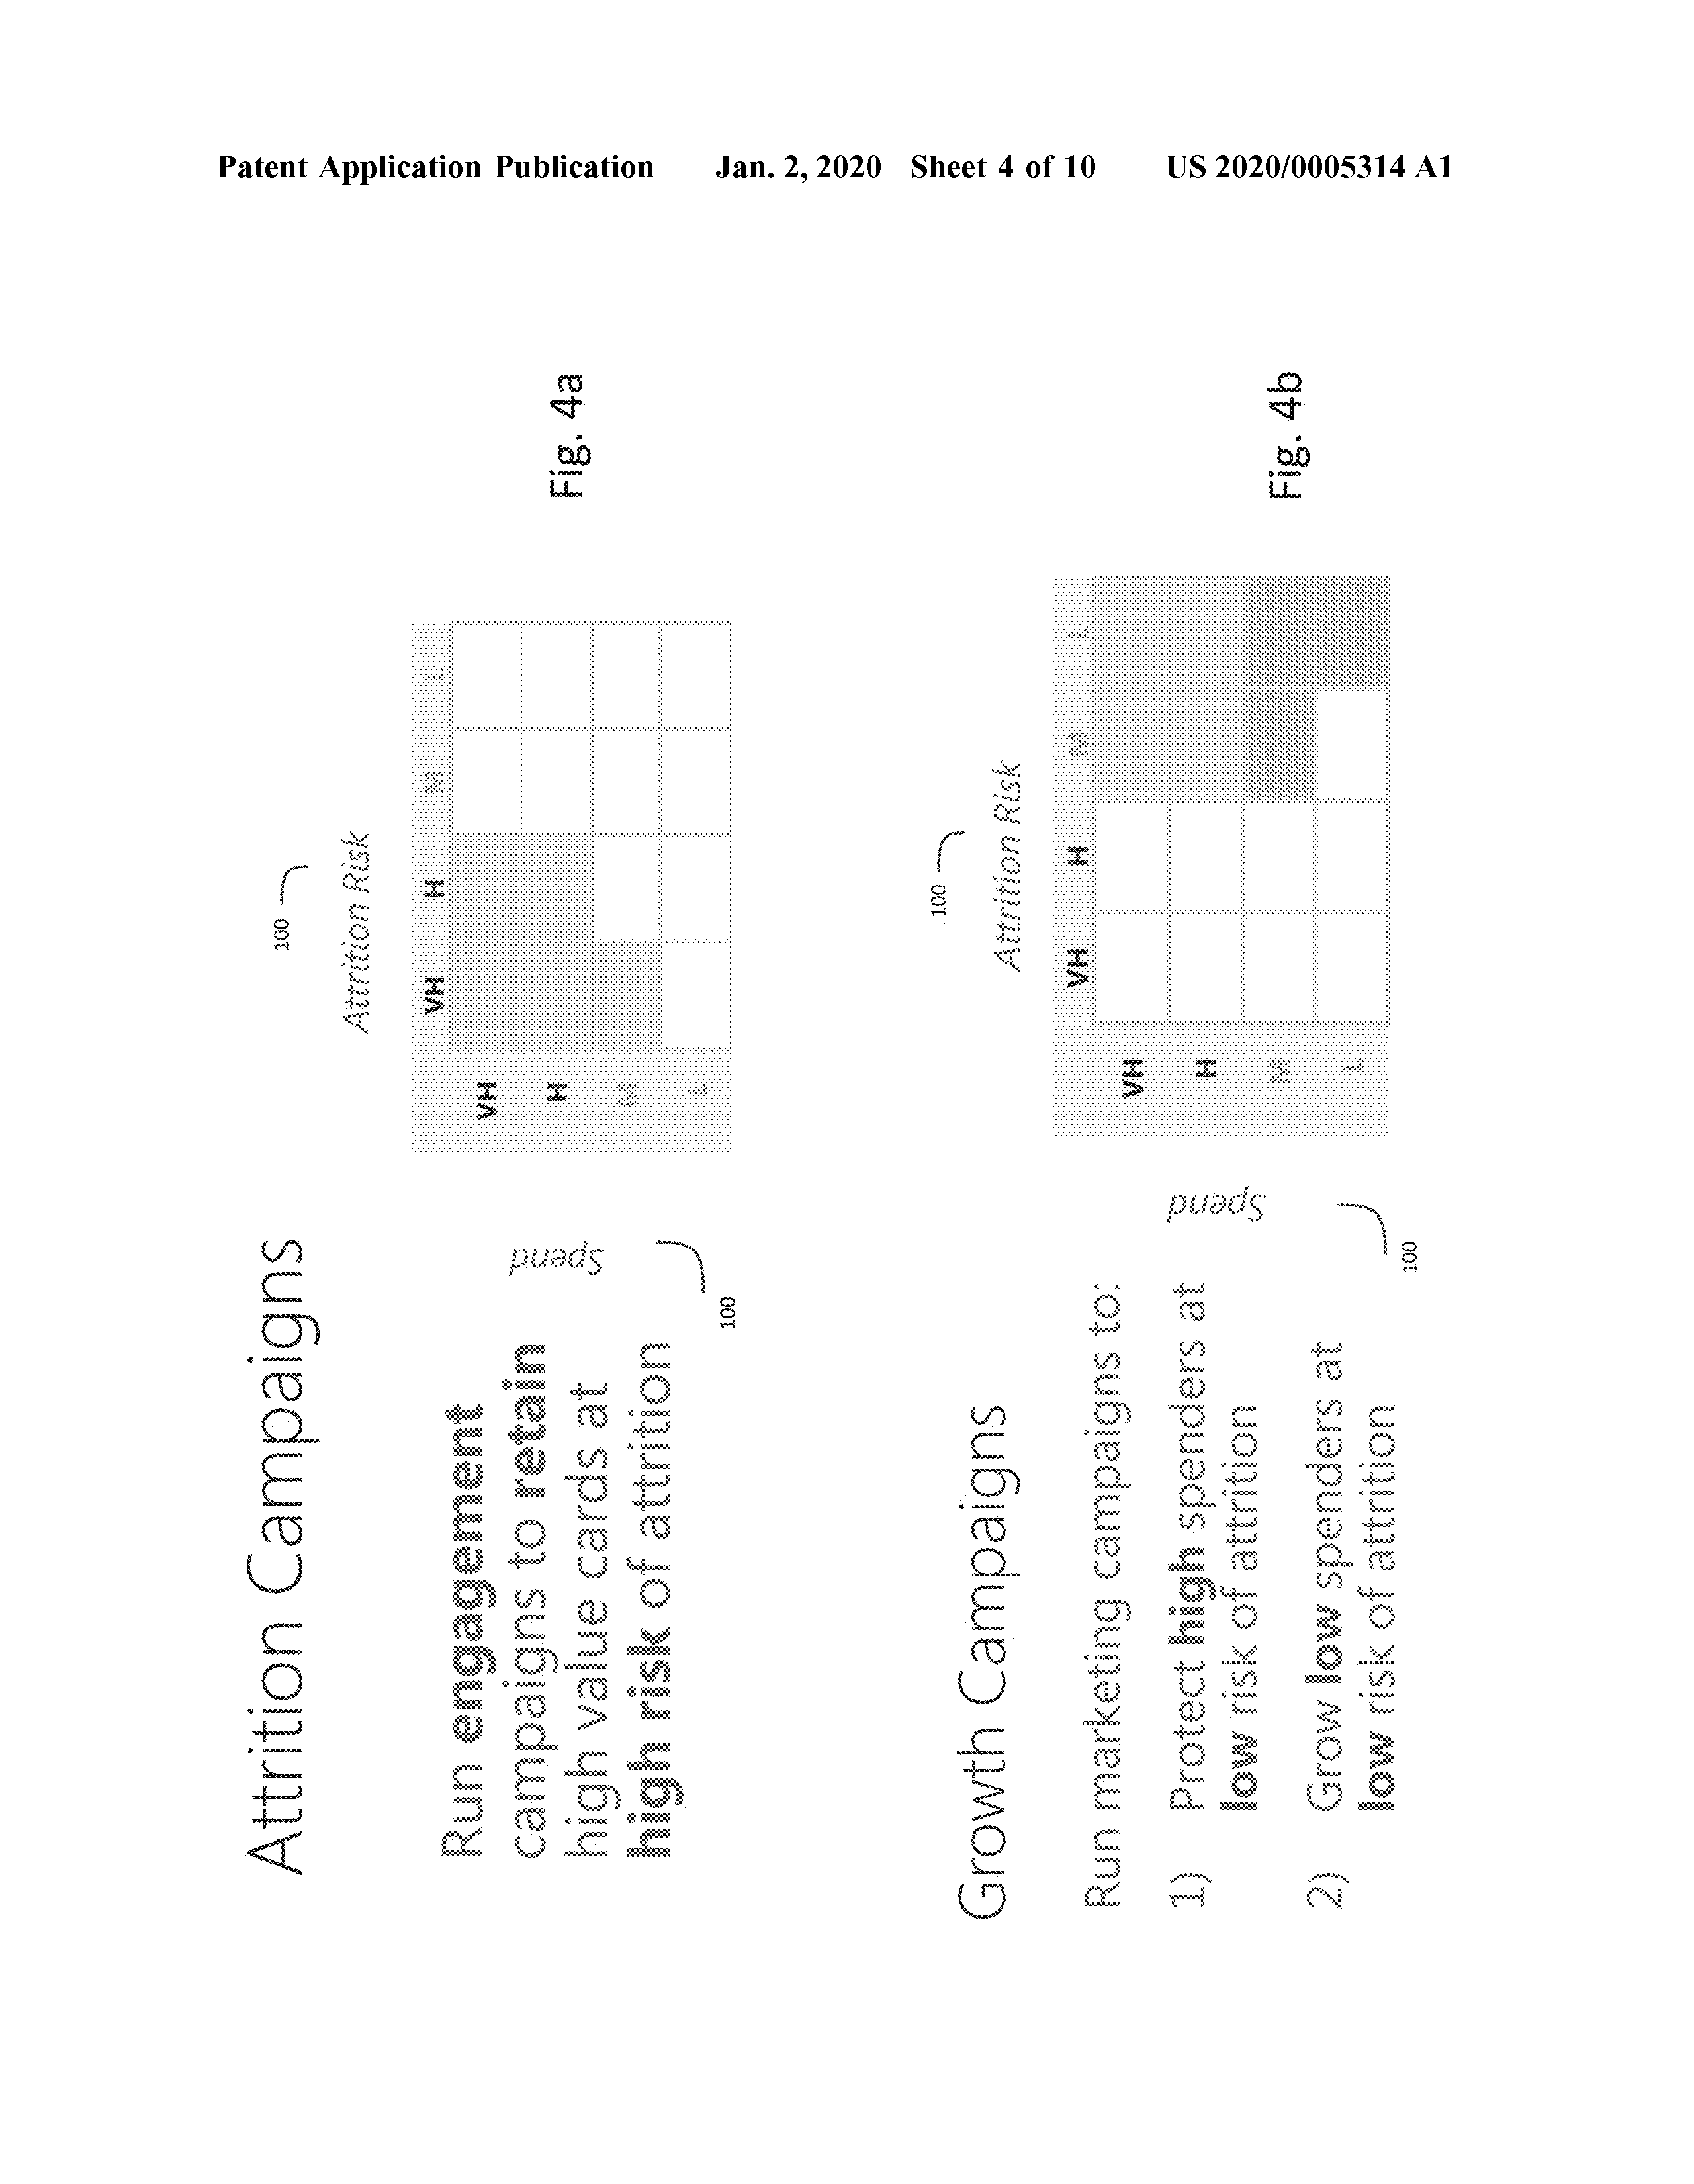 Patent Application Publication Jan. 2, 2020 Sheet 4 of 10 US 2020/0005314 A1
Attrition Campaigns
Run engagement
campaigns to retain
high value cards at
high risk of attrition
100
Attrition Risk
VH H M L
Spend
VH
H
M
L
100
Fig. 4a
Growth Campaigns
Run marketing campaigns to:
1) Protect high spenders at
low risk of attrition
2) Grow low spenders at
low risk of attrition
100
Attrition Risk
VH H M L
Spend
VH
H
M
L
100
Fig. 4b